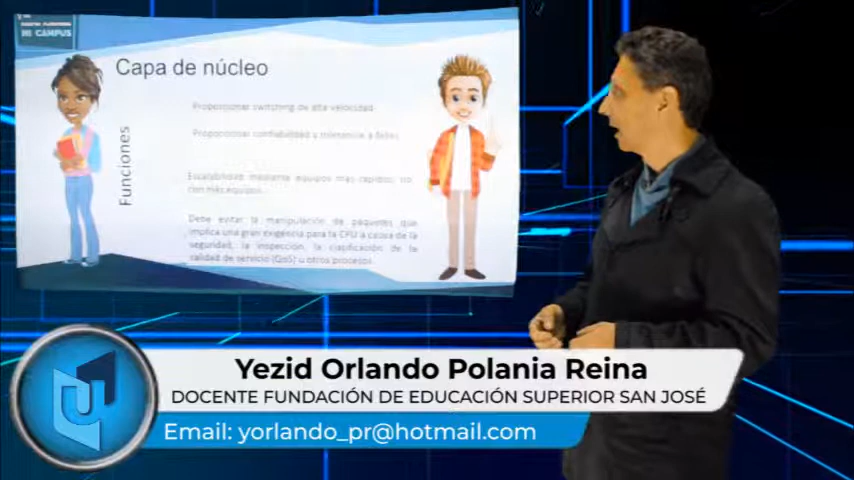 MI CAMPUS
Capa de núcleo
Funciones
Proporcionar switching de alta velocidad
Proporcionar confiabilidad y tolerancia a fallas
Escalabilidad mediante equipos más rápidos, no
con más equipos.
Debe evitar la manipulación de paquetes que
implica una gran exigencia para la CPU a causa de la
seguridad, la inspección, la clasificación de la
calidad de servicio (QoS) u otros procesos.
Yezid Orlando Polania Reina
DOCENTE FUNDACIÓN DE EDUCACIÓN SUPERIOR SAN JOSÉ
Email: yorlando_pr@hotmail.com